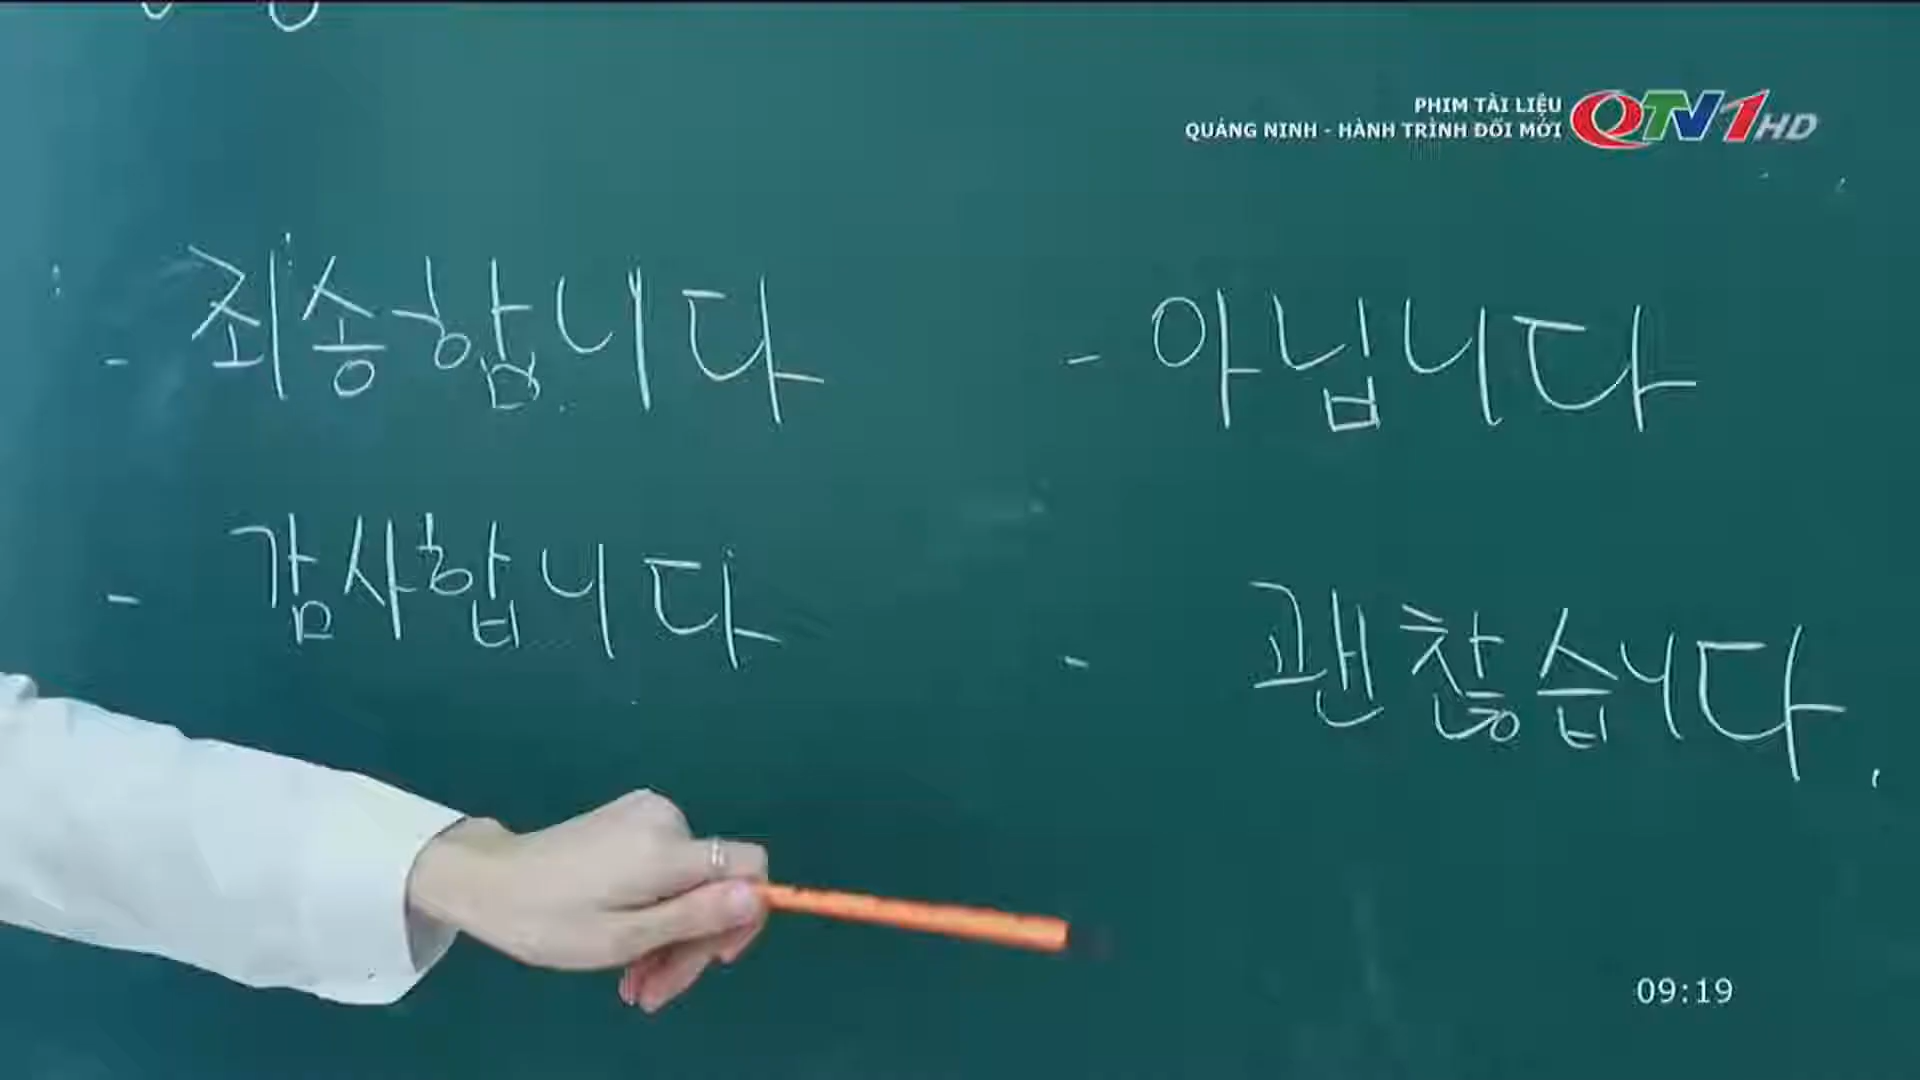 PHIM TÀI LIỆU
QUẢNG NINH - HÀNH TRÌNH ĐỔI MỚI
QTV1HD
- 죄송합니다
- 아닙니다
- 감사합니다
- 괜찮습니다.
09:19